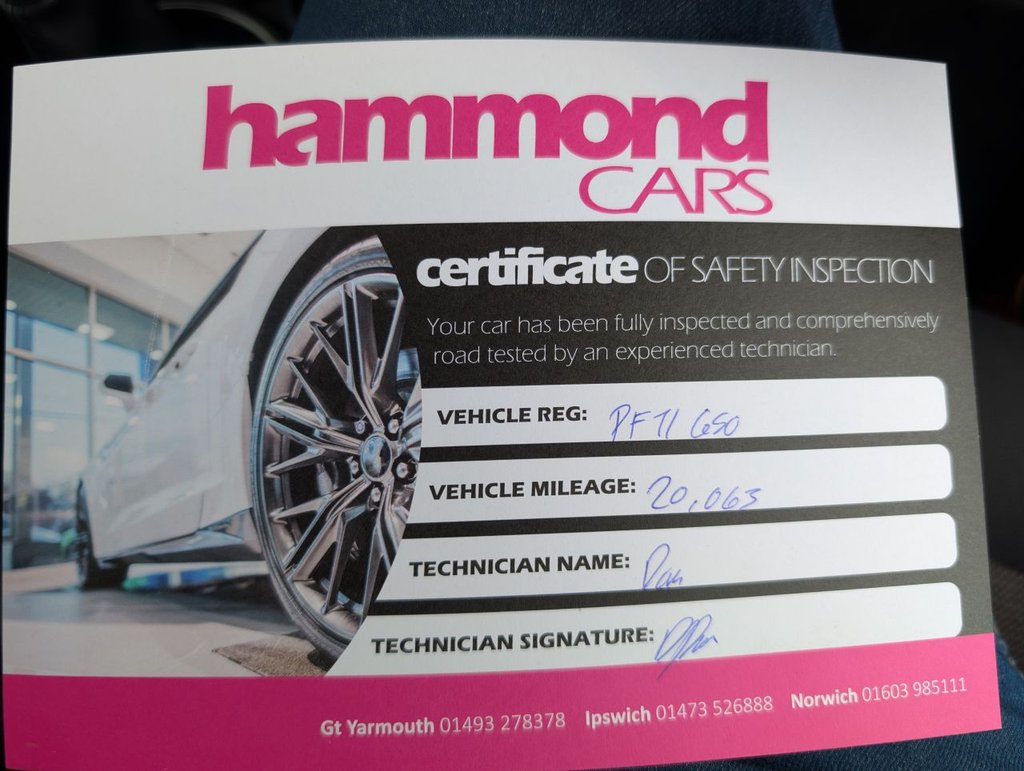 hammond
CARS
certificate OF SAFETY INSPECTION
Your car has been fully inspected and comprehensively
road tested by an experienced technician.
VEHICLE REG: PF71 GSO
VEHICLE MILEAGE: 20,063
TECHNICIAN NAME: Dan
TECHNICIAN SIGNATURE:
Gt Yarmouth 01493 278378 Ipswich 01473 526888 Norwich 01603 985111